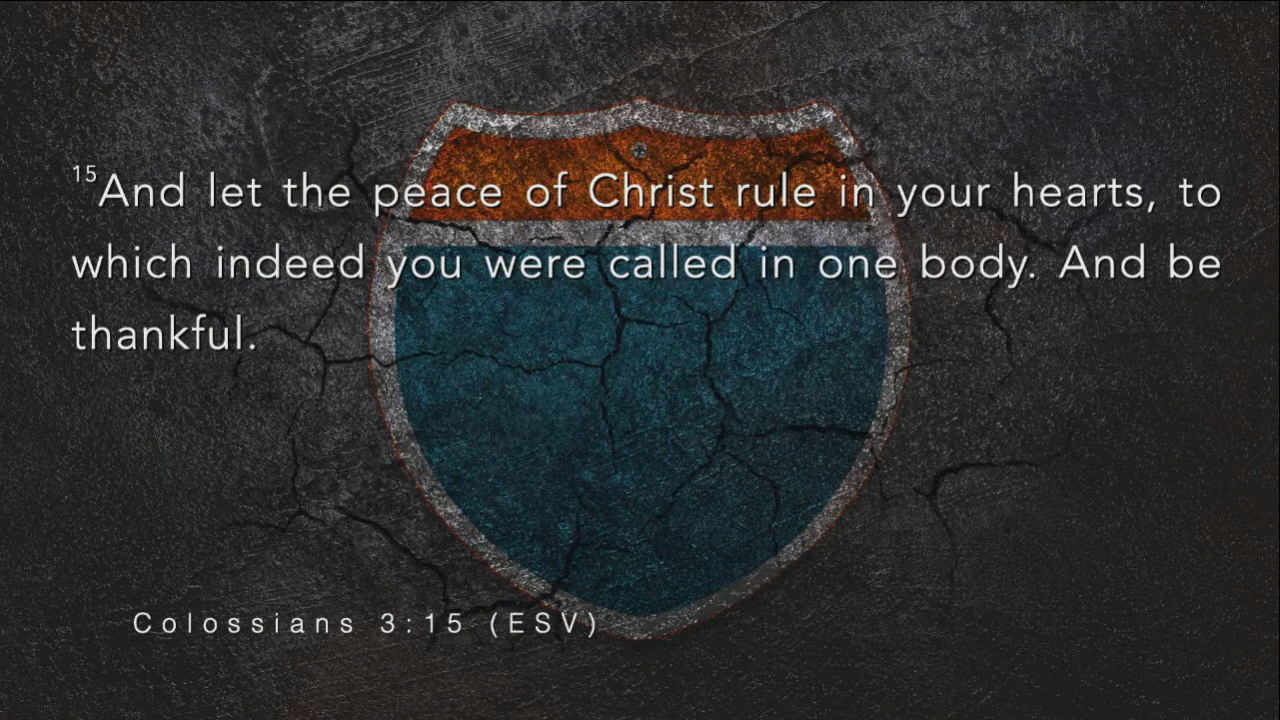 15And let the peace of Christ rule in your hearts, to
which indeed you were called in one body. And be
thankful.
Colossians 3:15 (ESV)